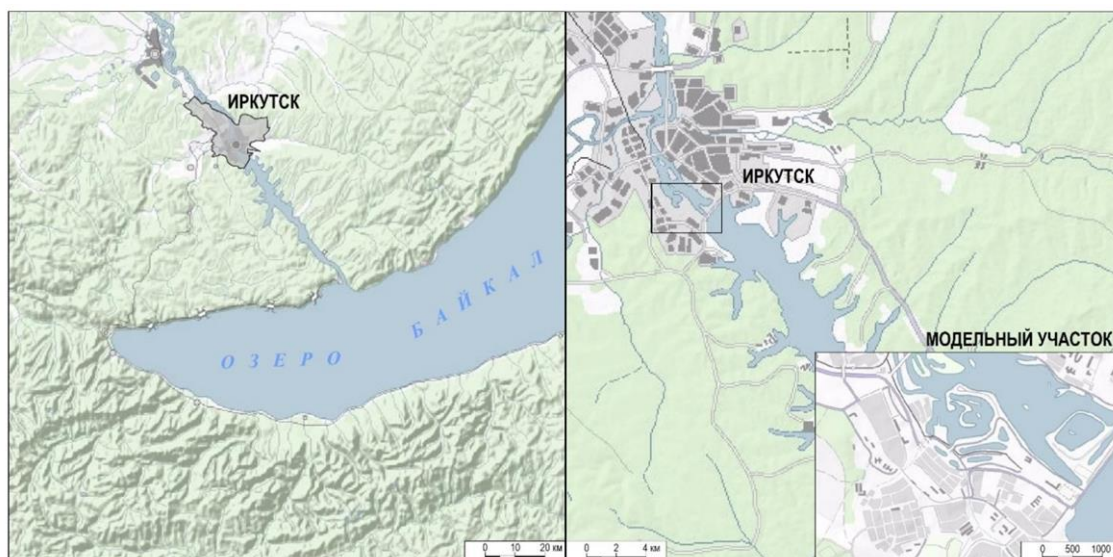 ИРКУТСК
ОЗЕРО БАЙКАЛ
0 10 20 км
ИРКУТСК
0 2 4 км
МОДЕЛЬНЫЙ УЧАСТОК
0 500 1000